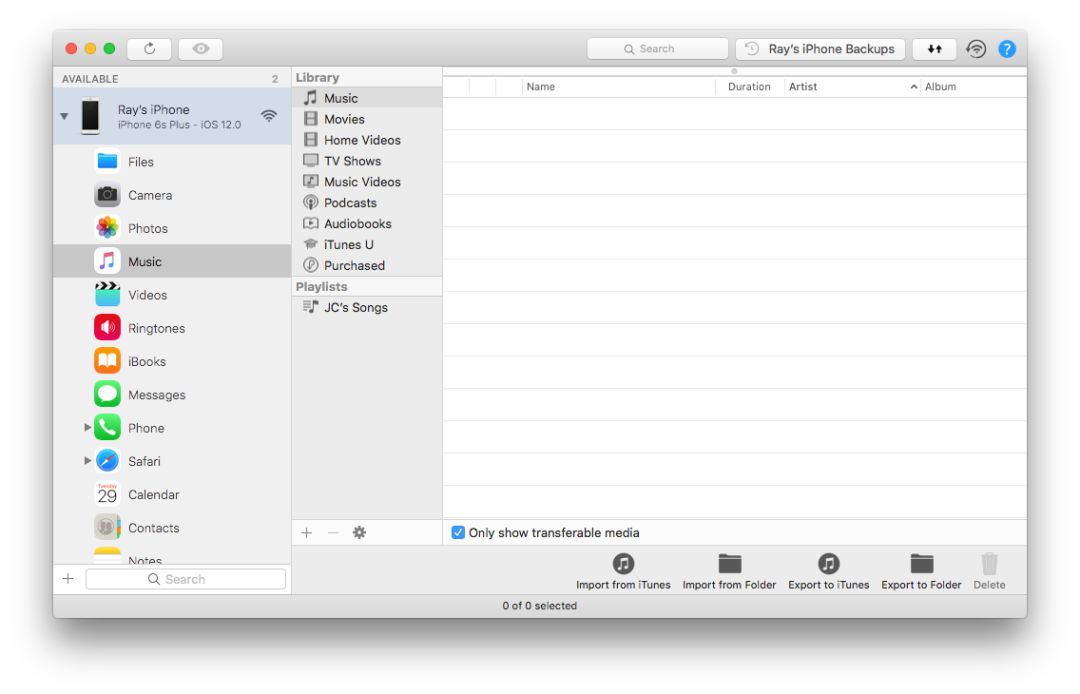 Search
Ray's iPhone Backups
?
AVAILABLE 2
Ray's iPhone
iPhone 6s Plus - iOS 12.0
Files
Camera
Photos
Music
Videos
Ringtones
iBooks
Messages
Phone
Safari
Tuesday
29
Calendar
Contacts
Notes
Search
Library
Music
Movies
Home Videos
TV Shows
Music Videos
Podcasts
Audiobooks
iTunes U
Purchased
Playlists
JC's Songs
Name Duration Artist Album
Only show transferable media
Import from iTunes Import from Folder Export to iTunes Export to Folder Delete
0 of 0 selected